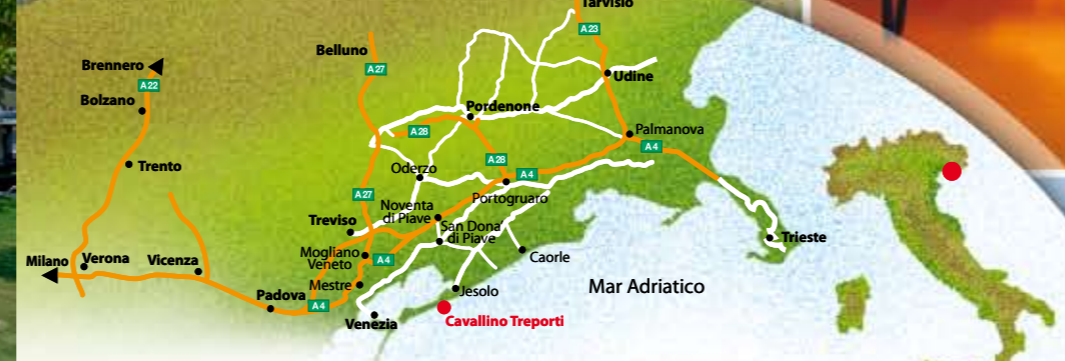 Tarvisio
A23
Belluno
A27
Brennero
A22
Udine
Bolzano
Pordenone
A28
Palmanova
A4
Trento
A28
Oderzo
A4
A27
Portogruaro
Noventa
di Piave
Treviso
San Dona'
di Piave
Trieste
Mogliano
Veneto
A4
Caorle
Milano
Verona
Vicenza
Mestre
Jesolo
Mar Adriatico
Padova
A4
Venezia
Cavallino Treporti